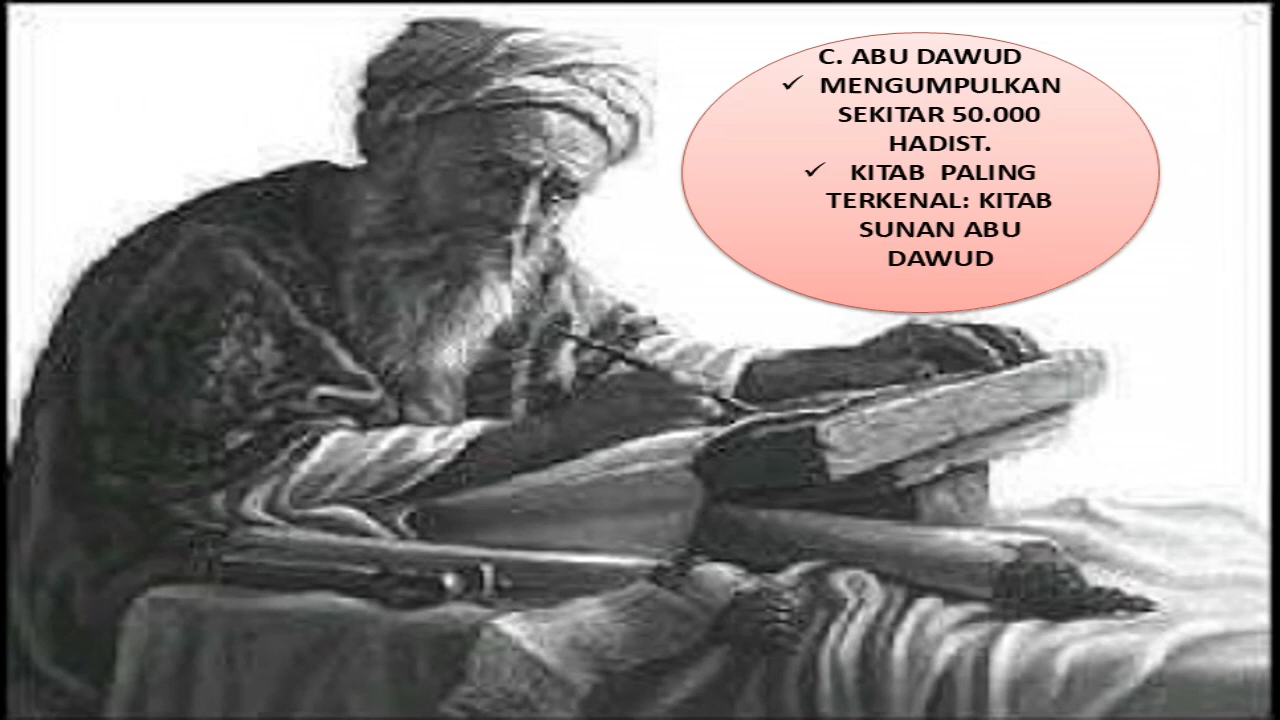 C. ABU DAWUD
✓ MENGUMPULKAN
SEKITAR 50.000
HADIST.
✓ KITAB PALING
TERKENAL: KITAB
SUNAN ABU
DAWUD